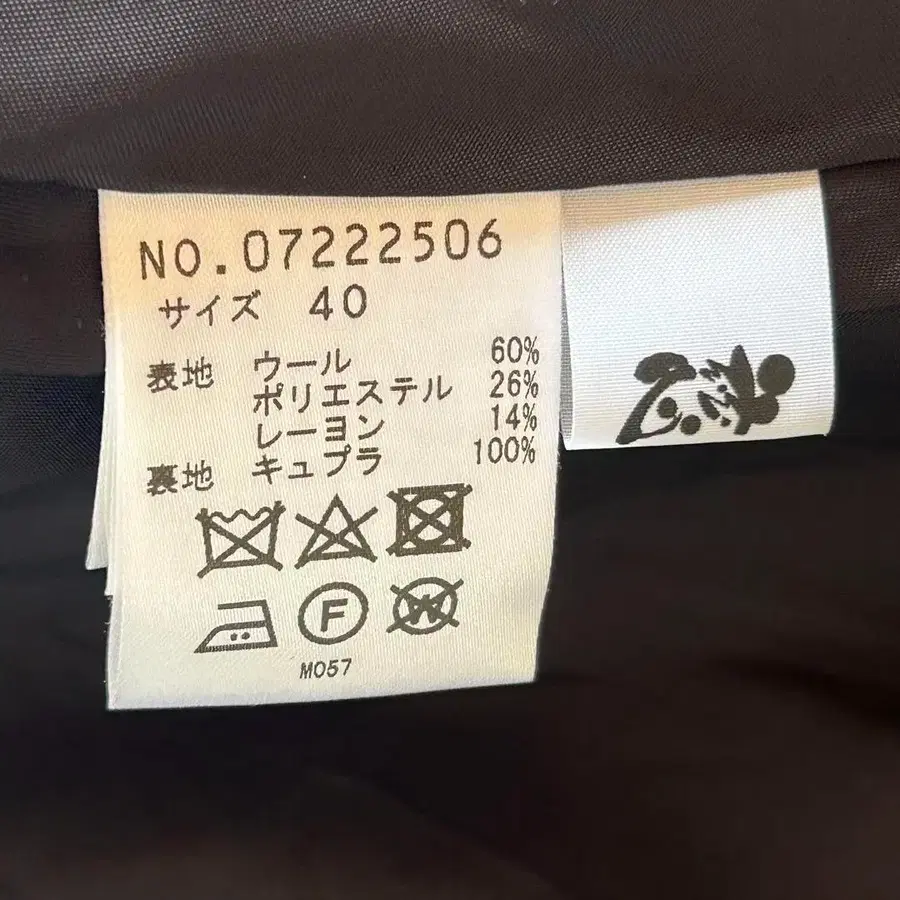 NO.07222506
サイズ 40
表地 ウール 60%
ポリエステル 26%
レーヨン 14%
裏地 キュプラ 100%
F
W
M057